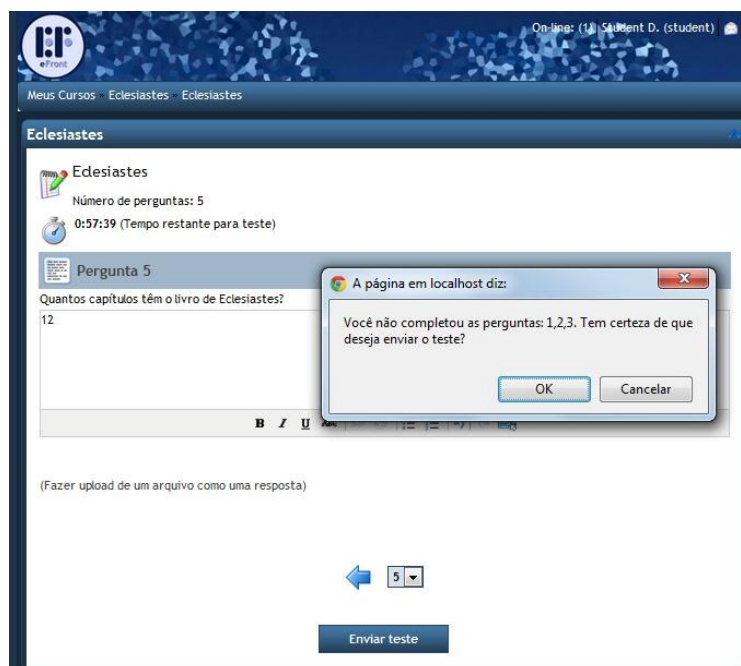 EF
eFront
On-line: (1) Student D. (student)
Meus Cursos » Eclesiastes » Eclesiastes
Eclesiastes
Eclesiastes
Número de perguntas: 5
0:57:39 (Tempo restante para teste)
Pergunta 5
A página em localhost diz:
Quantos capítulos têm o livro de Eclesiastes?
12
Você não completou as perguntas: 1,2,3. Tem certeza de que
deseja enviar o teste?
OK Cancelar
B I U ABC
(Fazer upload de um arquivo como uma resposta)
5
Enviar teste